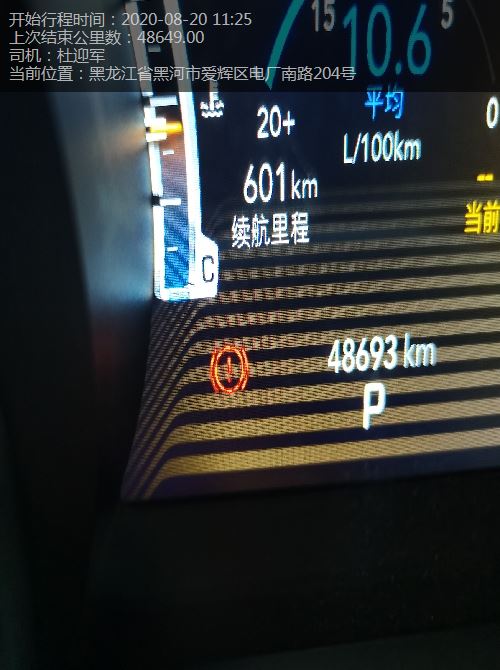 开始行程时间：2020-08-20 11:25
上次结束公里数：48649.00
司机：杜迎军
当前位置：黑龙江省黑河市爱辉区电厂南路204号
15
10.6
5
平均
20+
L/100km
0
601km
续航里程
--
当前
C
48693 km
P